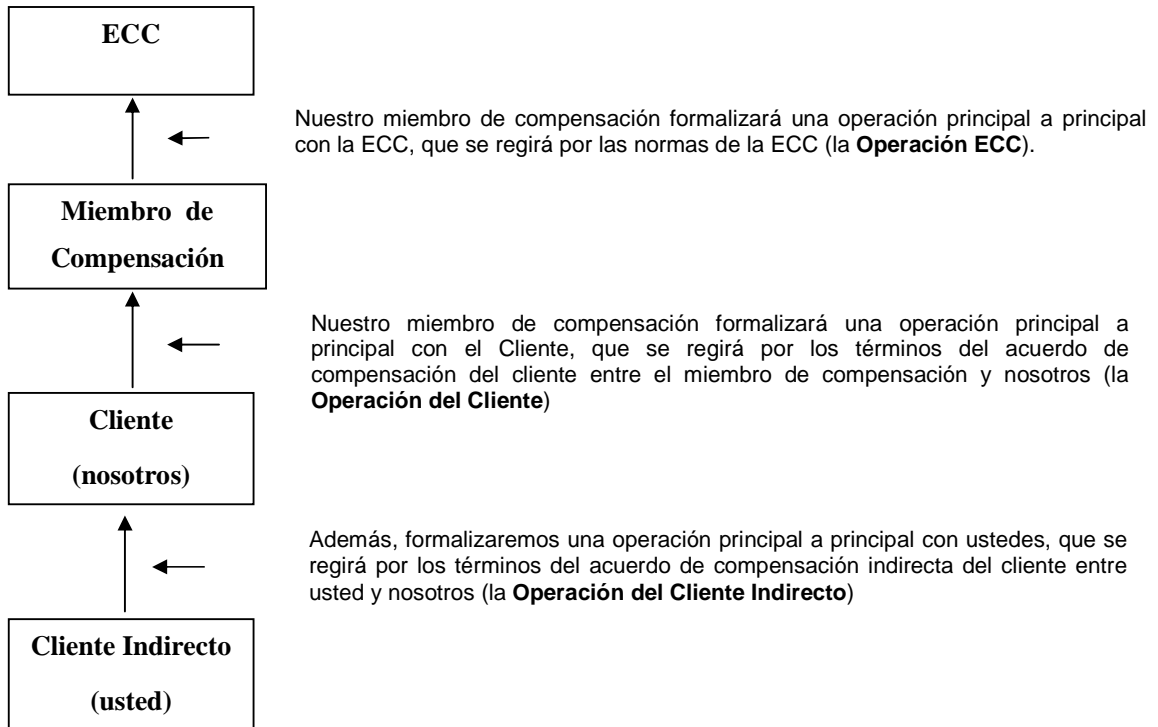 ECC
Nuestro miembro de compensación formalizará una operación principal a principal
con la ECC, que se regirá por las normas de la ECC (la Operación ECC).
Miembro de
Compensación
Nuestro miembro de compensación formalizará una operación principal a
principal con el Cliente, que se regirá por los términos del acuerdo de
compensación del cliente entre el miembro de compensación y nosotros (la
Operación del Cliente)
Cliente
(nosotros)
Además, formalizaremos una operación principal a principal con ustedes, que se
regirá por los términos del acuerdo de compensación indirecta del cliente entre
usted y nosotros (la Operación del Cliente Indirecto)
Cliente Indirecto
(usted)